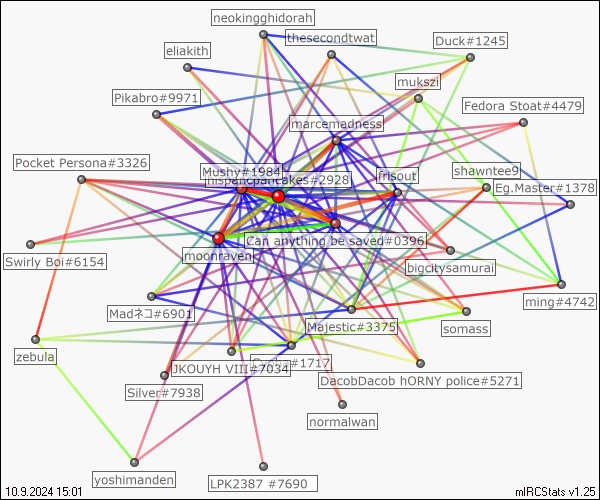 neokingghidorah
thesecondtwat
Duck#1245
eliakith
mukszi
Pikabro#9971
Fedora Stoat#4479
marcemadness
Pocket Persona#3326
Mushy#1984
hispanicpancakes#2928
frisout
shawntee9
Eg.Master#1378
Can anything be saved#0396
moonraven
Swirly Boi#6154
bigcitysamurai
Madネコ#6901
ming#4742
Majestic#3375
somass
zebula
JKOUYH VIII#7034
#1717
DacobDacob hORNY police#5271
Silver#7938
normalwan
yoshimanden
LPK2387 #7690
10.9.2024 15:01
mIRCStats v1.25